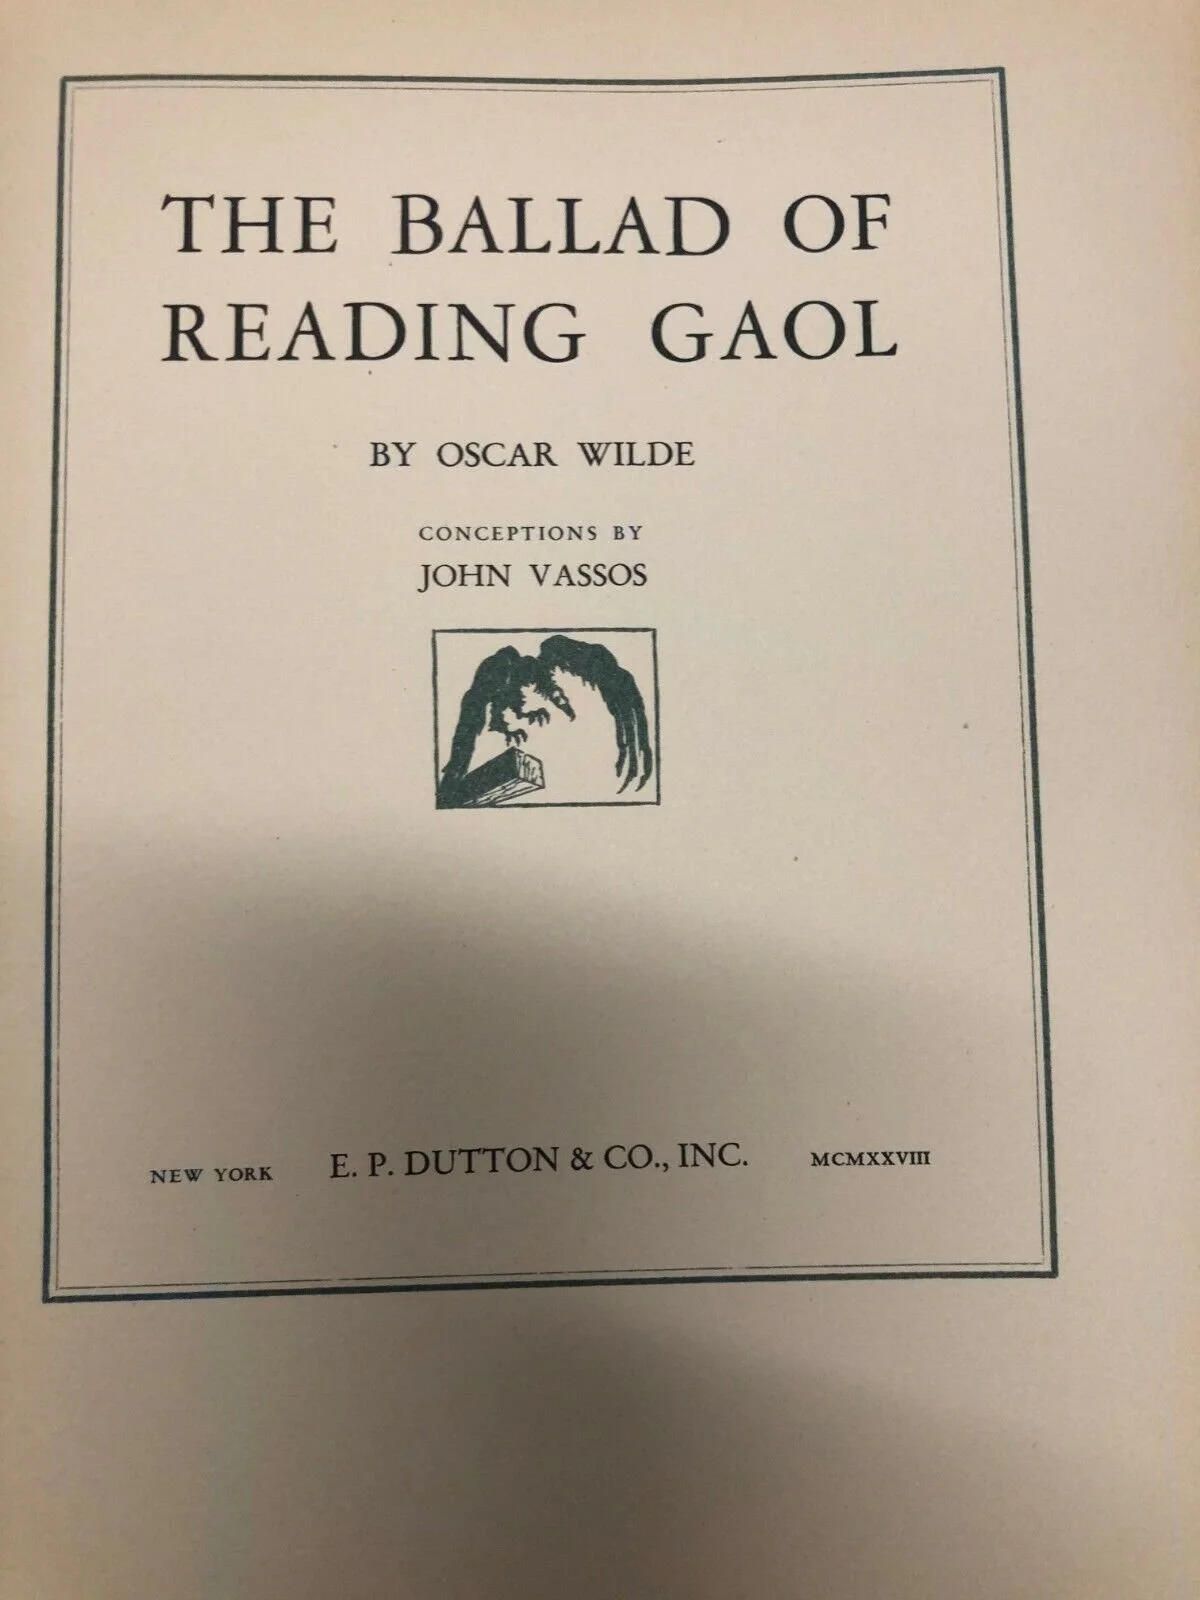 THE BALLAD OF
READING GAOL
BY OSCAR WILDE
CONCEPTIONS BY
JOHN VASSOS
NEW YORK E. P. DUTTON & CO., INC. MCMXXVIII